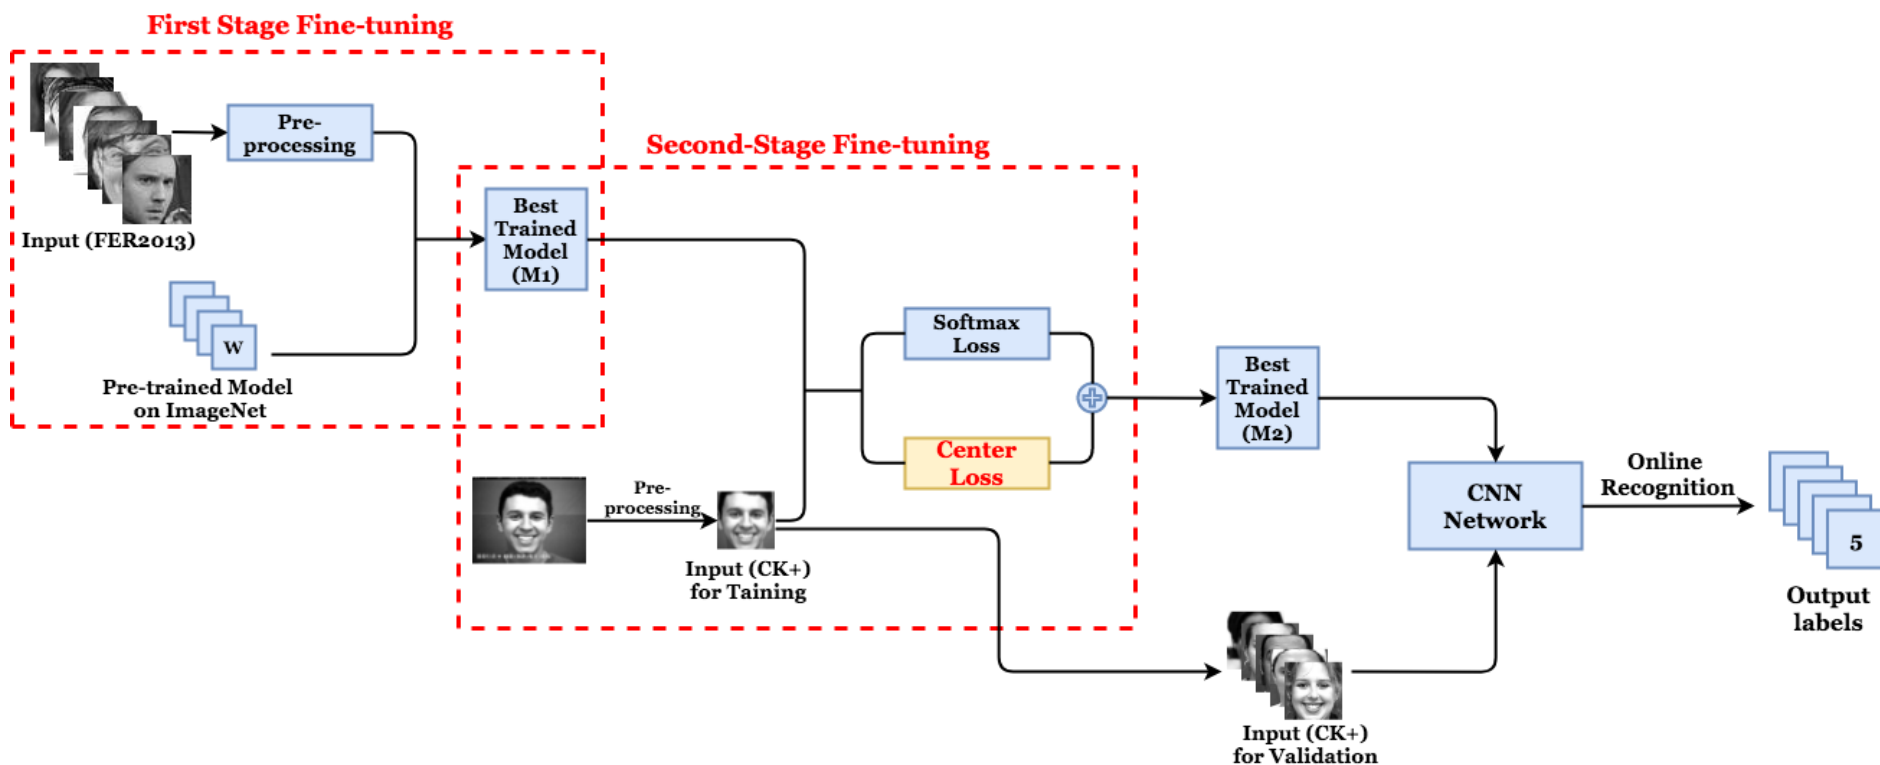 First Stage Fine-tuning
Pre-
processing
Input (FER2013)
W
Pre-trained Model
on ImageNet
Second-Stage Fine-tuning
Best
Trained
Model
(M1)
Softmax
Loss
Center
Loss
Pre-
processing
Input (CK+)
for Taining
Best
Trained
Model
(M2)
CNN
Network
Online
Recognition
5
Output
labels
Input (CK+)
for Validation